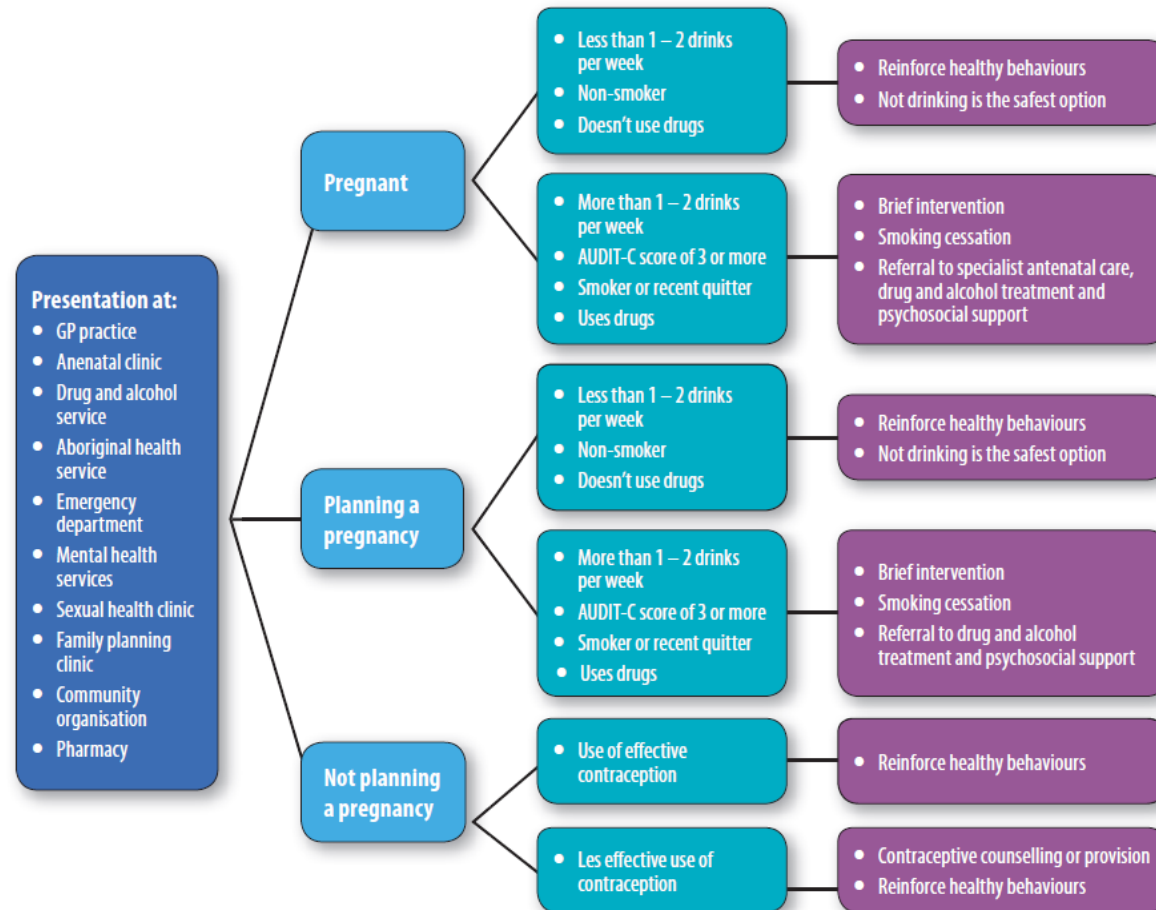 Presentation at:
• GP practice
• Anenatal clinic
• Drug and alcohol
service
• Aboriginal health
service
• Emergency
department
• Mental health
services
• Sexual health clinic
• Family planning
clinic
• Community
organisation
• Pharmacy
Pregnant
• Less than 1 – 2 drinks
per week
• Non-smoker
• Doesn't use drugs
• Reinforce healthy behaviours
• Not drinking is the safest option
• More than 1 – 2 drinks
per week
• AUDIT-C score of 3 or more
• Smoker or recent quitter
• Uses drugs
• Brief intervention
• Smoking cessation
• Referral to specialist antenatal care,
drug and alcohol treatment and
psychosocial support
Planning a
pregnancy
• Less than 1 – 2 drinks
per week
• Non-smoker
• Doesn't use drugs
• Reinforce healthy behaviours
• Not drinking is the safest option
• More than 1 – 2 drinks
per week
• AUDIT-C score of 3 or more
• Smoker or recent quitter
• Uses drugs
• Brief intervention
• Smoking cessation
• Referral to drug and alcohol
treatment and psychosocial support
Not planning
a pregnancy
• Use of effective
contraception
• Reinforce healthy behaviours
• Les effective use of
contraception
• Contraceptive counselling or provision
• Reinforce healthy behaviours